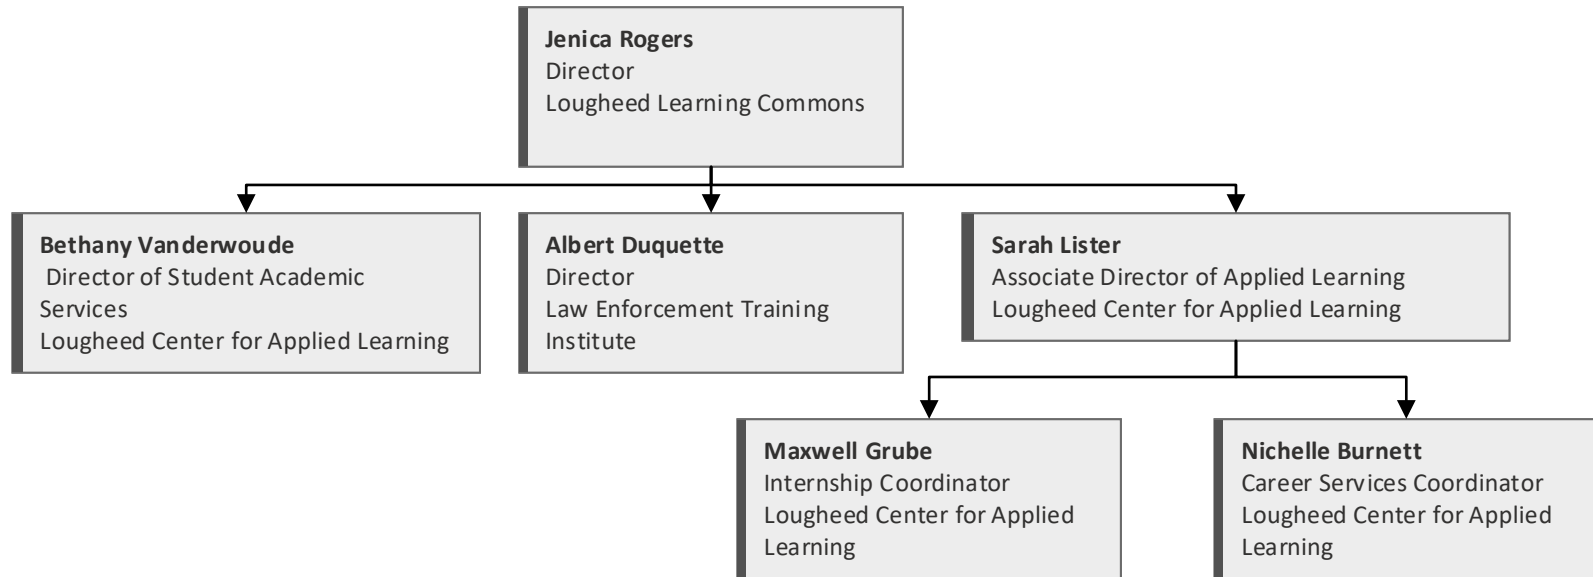 Jenica Rogers
Director
Lougheed Learning Commons
Bethany Vanderwoude
Director of Student Academic
Services
Lougheed Center for Applied Learning
Albert Duquette
Director
Law Enforcement Training
Institute
Sarah Lister
Associate Director of Applied Learning
Lougheed Center for Applied Learning
Maxwell Grube
Internship Coordinator
Lougheed Center for Applied
Learning
Nichelle Burnett
Career Services Coordinator
Lougheed Center for Applied
Learning